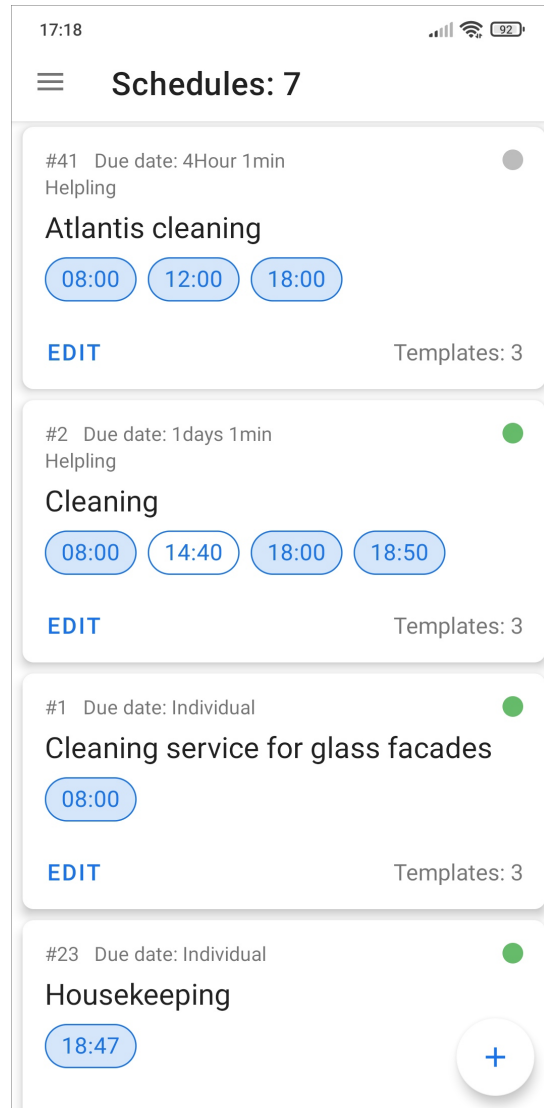 17:18 92
Schedules: 7
#41 Due date: 4Hour 1min
Helpling
Atlantis cleaning
08:00 12:00 18:00
EDIT Templates: 3
#2 Due date: 1days 1min
Helpling
Cleaning
08:00 14:40 18:00 18:50
EDIT Templates: 3
#1 Due date: Individual
Cleaning service for glass facades
08:00
EDIT Templates: 3
#23 Due date: Individual
Housekeeping
18:47
+